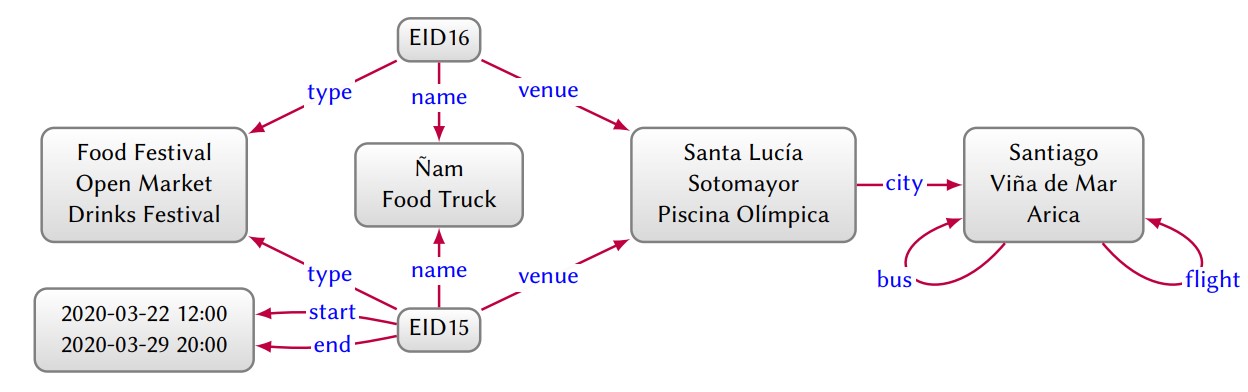 EID16
type
name
venue
Food Festival
Open Market
Drinks Festival
Ñam
Food Truck
Santa Lucía
Sotomayor
Piscina Olímpica
city
Santiago
Viña de Mar
Arica
type
name
venue
bus
flight
2020-03-22 12:00
2020-03-29 20:00
start
end
EID15